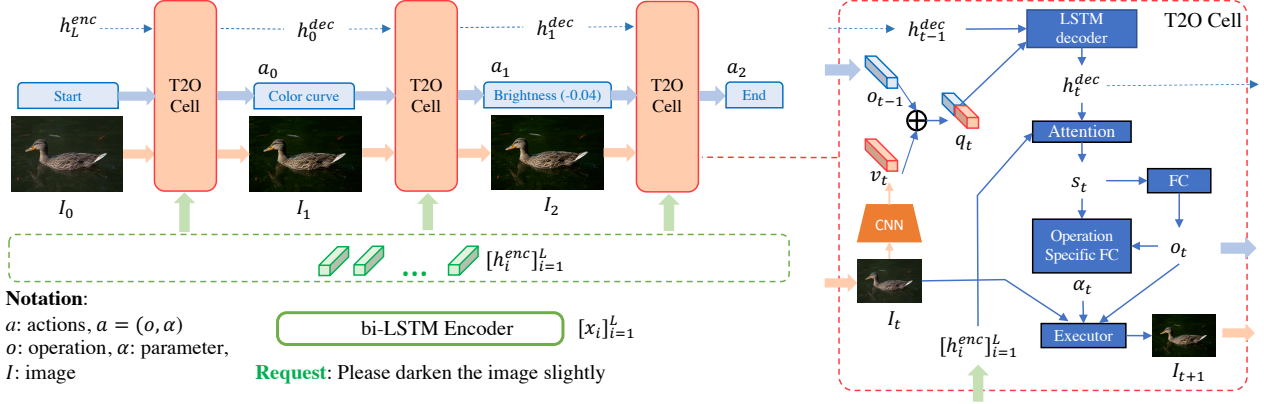 h_L^{enc}
h_0^{dec}
h_1^{dec}
Start
T2O
Cell
a_0
Color curve
T2O
Cell
a_1
Brightness (-0.04)
T2O
Cell
a_2
End
I_0
I_1
I_2
[h_i^{enc}]_{i=1}^L
...
Notation:
a: actions, a = (o, α)
o: operation, α: parameter,
I: image
bi-LSTM Encoder
[x_i]_{i=1}^L
Request: Please darken the image slightly
T2O Cell
h_{t-1}^{dec}
LSTM
decoder
o_{t-1}
h_t^{dec}
q_t
Attention
v_t
s_t
FC
CNN
Operation
Specific FC
o_t
α_t
I_t
[h_i^{enc}]_{i=1}^L
Executor
I_{t+1}